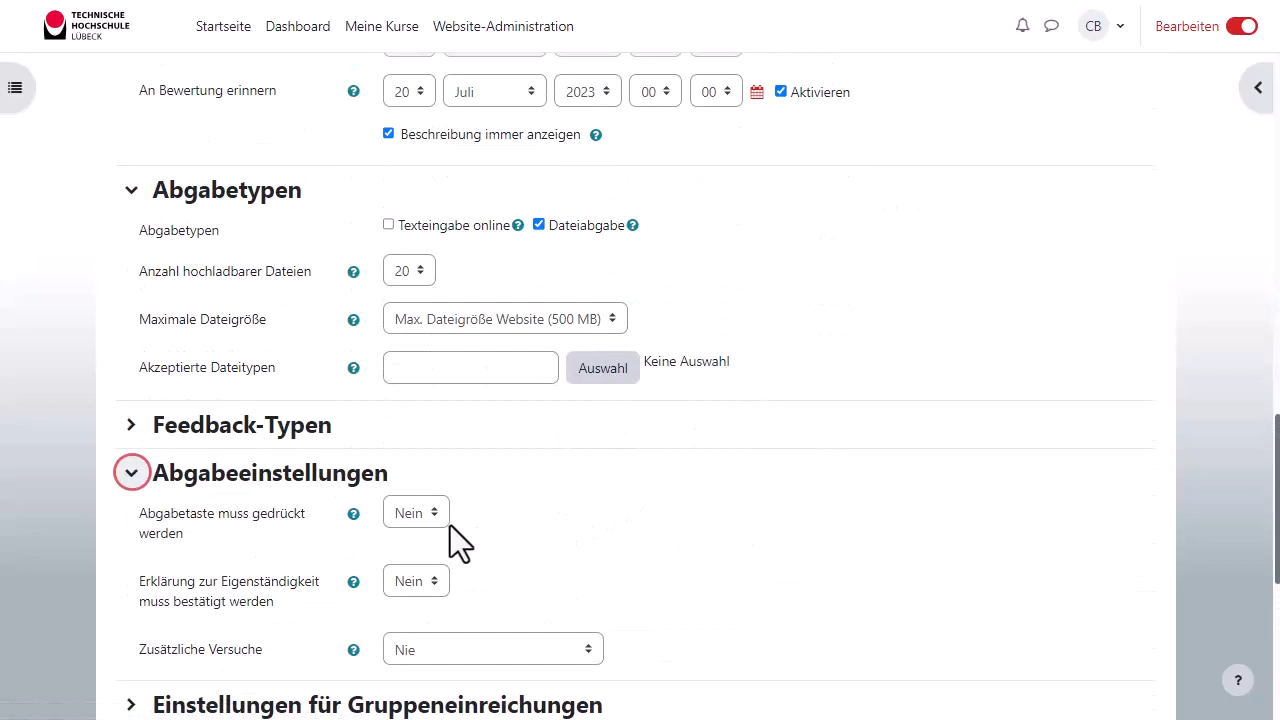 TECHNISCHE
HOCHSCHULE
LÜBECK
Startseite Dashboard Meine Kurse Website-Administration
CB
Bearbeiten
An Bewertung erinnern ? 20 Juli 2023 00 00 Aktivieren
Beschreibung immer anzeigen ?
Abgabetypen
Abgabetypen Texteingabe online ? Dateiabgabe ?
Anzahl hochladbarer Dateien ? 20
Maximale Dateigröße ? Max. Dateigröße Website (500 MB)
Akzeptierte Dateitypen ? Auswahl Keine Auswahl
Feedback-Typen
Abgabeeinstellungen
Abgabetaste muss gedrückt
werden ? Nein
Erklärung zur Eigenständigkeit
muss bestätigt werden ? Nein
Zusätzliche Versuche ? Nie
?
Einstellungen für Gruppeneinreichungen